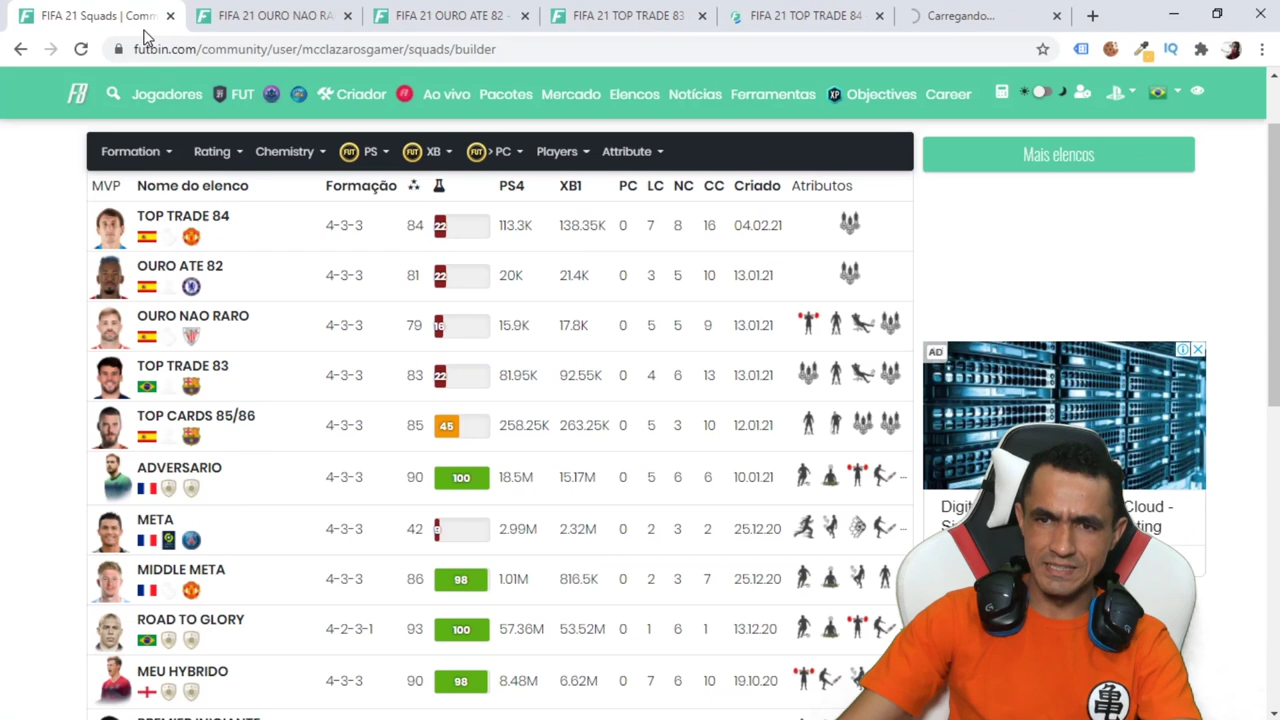 FIFA 21 Squads | Comm
FIFA 21 OURO NAO RA
FIFA 21 OUDO ATE 82 -
FIFA 21 TOP TRADE 83
FIFA 21 TOP TRADE 84
Carregando...
futbin.com/community/user/mcclazarosgamer/squads/builder
IQ
F8 Jogadores FUT Criador Ao vivo Pacotes Mercado Elencos Notícias Ferramentas XP Objectives Career
Formation Rating Chemistry FUT PS FUT XB FUT PC Players Attribute
Mais elencos
MVP Nome do elenco Formação PS4 XB1 PC LC NC CC Criado Atributos
TOP TRADE 84 4-3-3 84 22 113.3K 138.35K 0 7 8 16 04.02.21
OURO ATE 82 4-3-3 81 22 20K 21.4K 0 3 5 10 13.01.21
OURO NAO RARO 4-3-3 79 16 15.9K 17.8K 0 5 5 9 13.01.21
TOP TRADE 83 4-3-3 83 22 81.95K 92.55K 0 4 6 13 13.01.21
TOP CARDS 85/86 4-3-3 85 45 258.25K 263.25K 0 5 3 10 12.01.21
ADVERSARIO 4-3-3 90 100 18.5M 15.17M 0 5 6 6 10.01.21 ...
META 4-3-3 42 2.99M 2.32M 0 2 3 2 25.12.20 ...
MIDDLE META 4-3-3 86 98 1.01M 816.5K 0 2 3 7 25.12.20
ROAD TO GLORY 4-2-3-1 93 100 57.36M 53.52M 0 1 6 1 13.12.20
MEU HYBRIDO 4-3-3 90 98 8.48M 6.62M 0 7 6 10 19.10.20
PREMIER INICIANTE
AD
Cloud -
亀